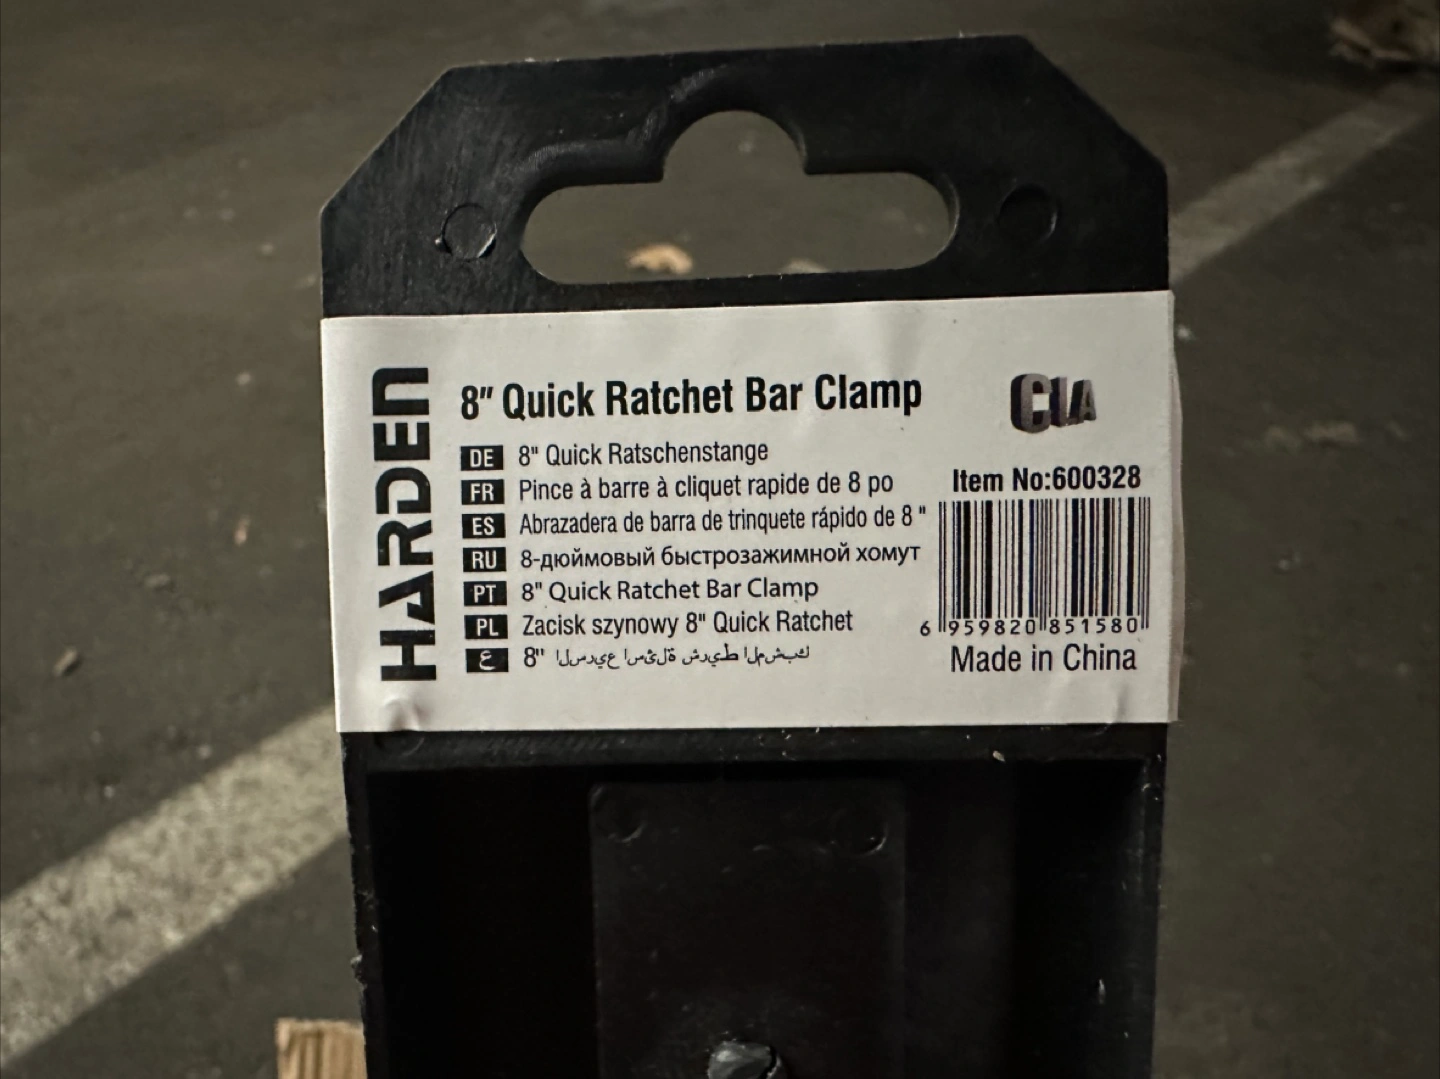 HARDEN
8" Quick Ratchet Bar Clamp
DE 8" Quick Ratschenstange
FR Pince à barre à cliquet rapide de 8 po
ES Abrazadera de barra de trinquete rápido de 8 "
RU 8-дюймовый быстрозажимной хомут
PT 8" Quick Ratchet Bar Clamp
PL Zacisk szynowy 8" Quick Ratchet
ع 8"
Item No:600328
6 959820 851580
Made in China